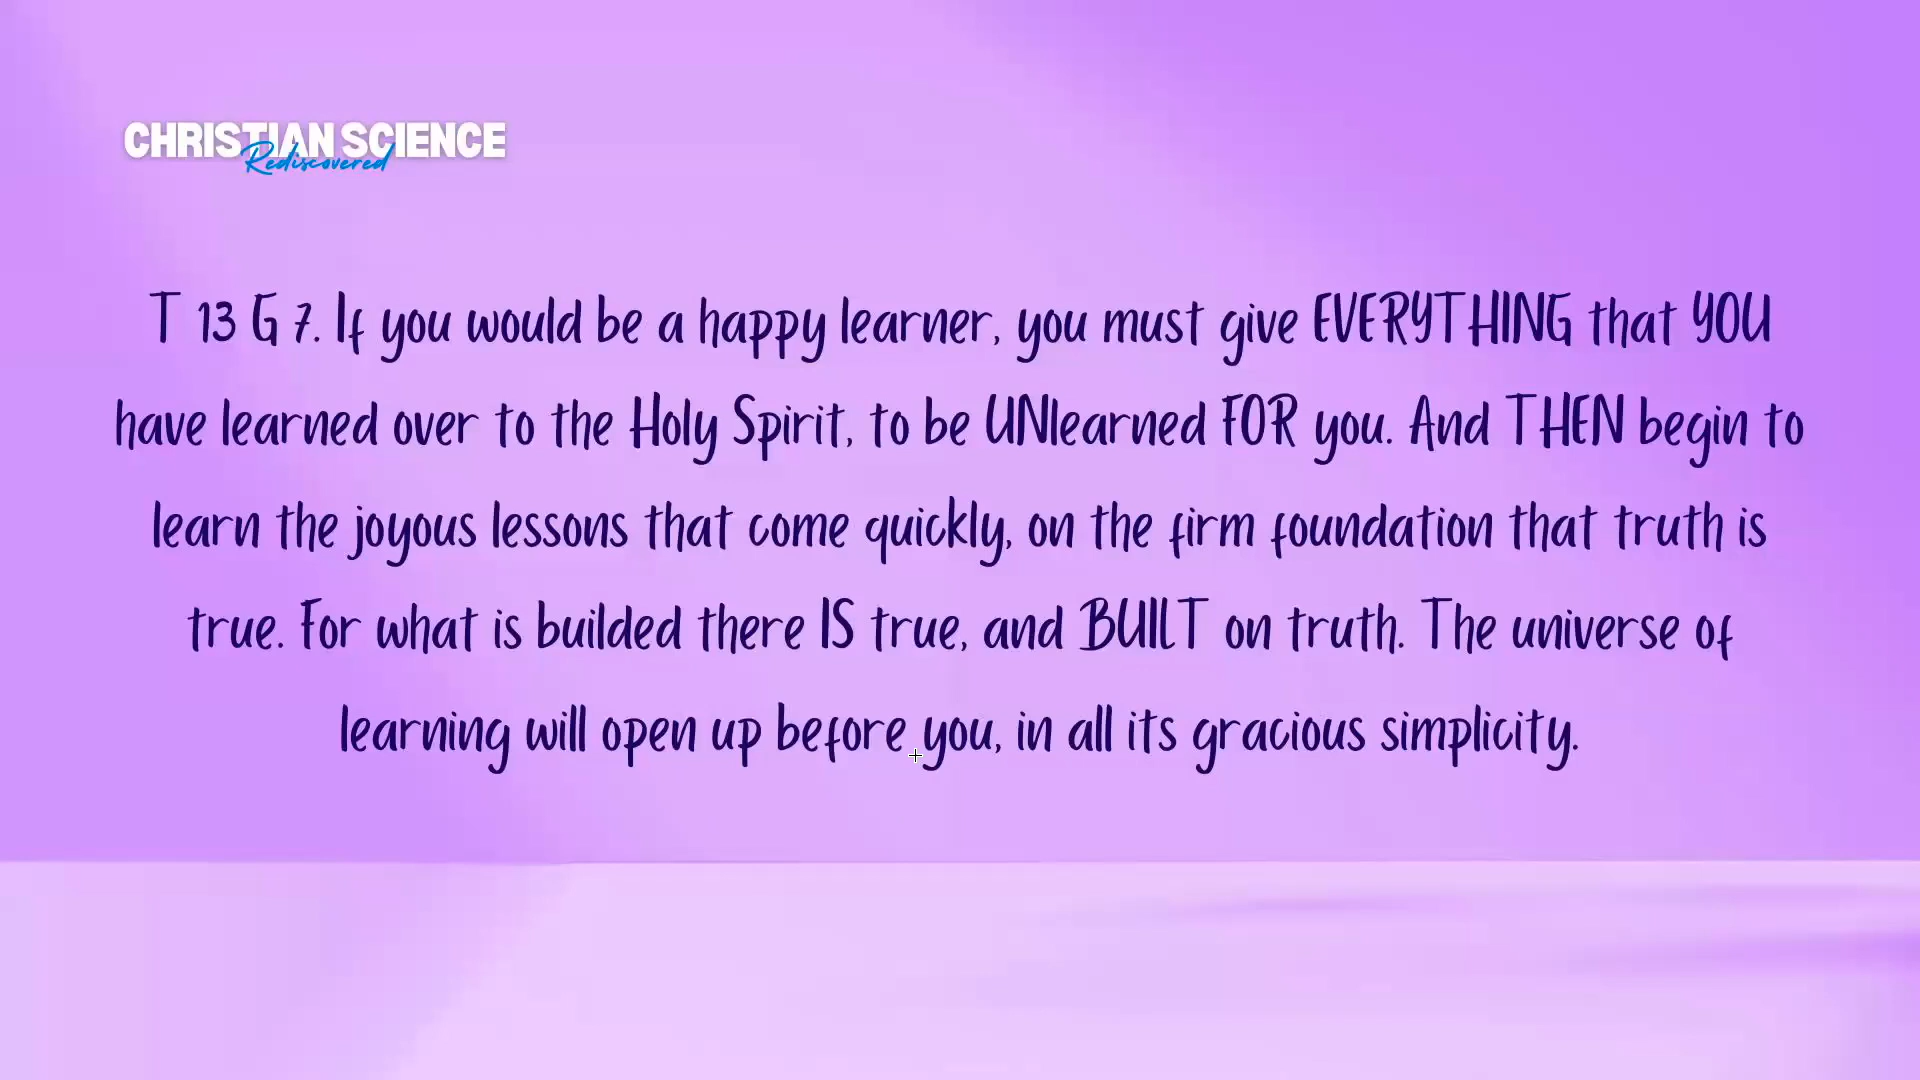 CHRISTIAN SCIENCE
Rediscovered
T 13 G 7. If you would be a happy learner, you must give EVERYTHING that YOU
have learned over to the Holy Spirit, to be UNlearned FOR you. And THEN begin to
learn the joyous lessons that come quickly, on the firm foundation that truth is
true. For what is builded there IS true, and BUILT on truth. The universe of
learning will open up before you, in all its gracious simplicity.